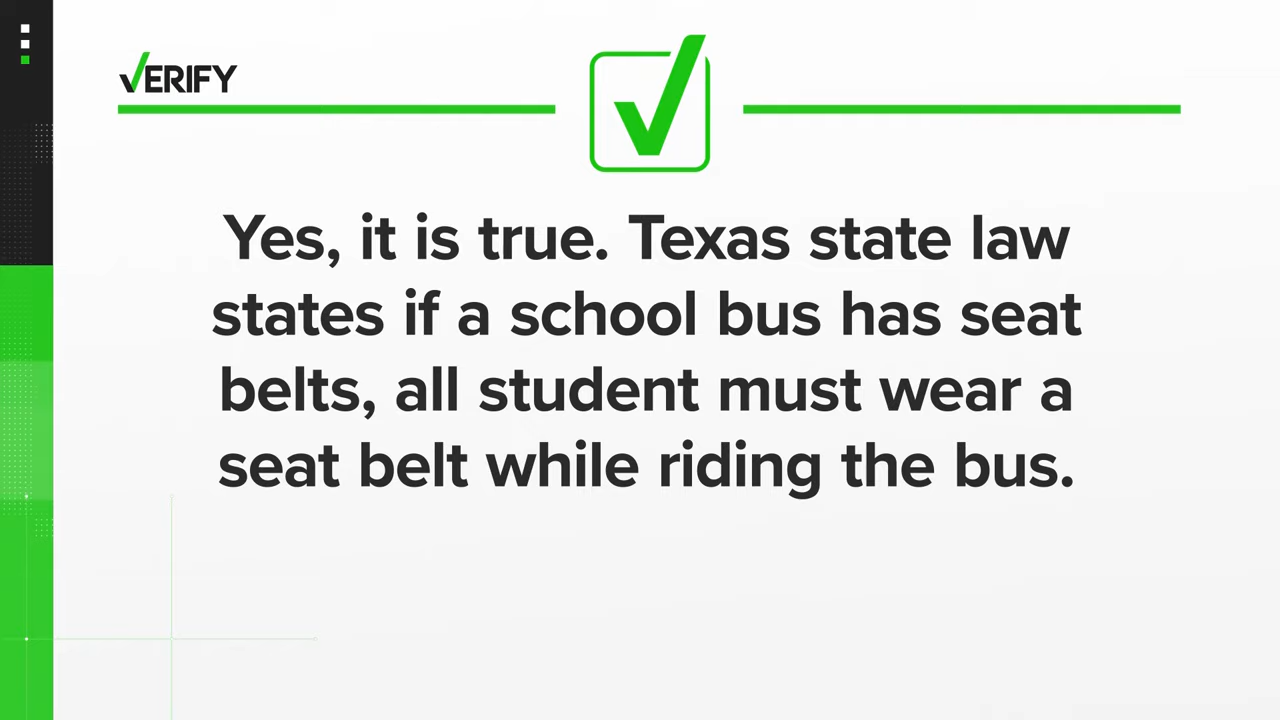 VERIFY
Yes, it is true. Texas state law
states if a school bus has seat
belts, all student must wear a
seat belt while riding the bus.